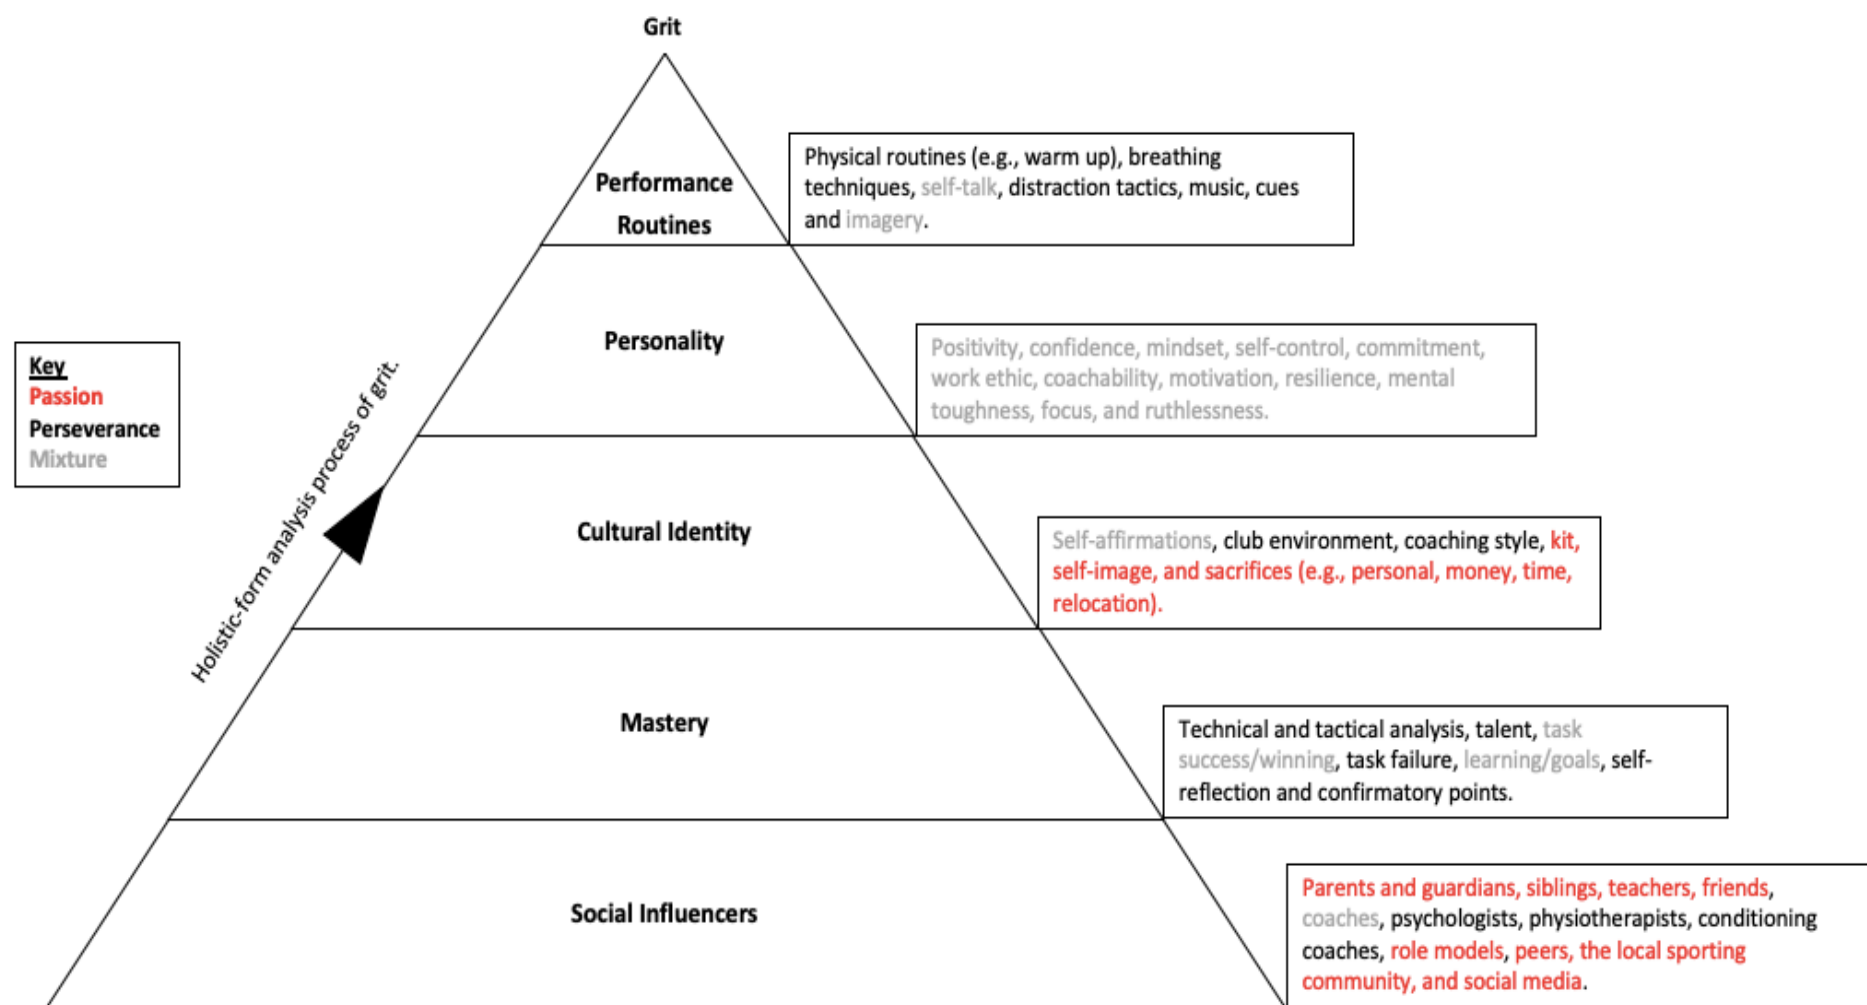 Grit
Performance
Routines
Physical routines (e.g., warm up), breathing
techniques, self-talk, distraction tactics, music, cues
and imagery.
Personality
Positivity, confidence, mindset, self-control, commitment,
work ethic, coachability, motivation, resilience, mental
toughness, focus, and ruthlessness.
Key
Passion
Perseverance
Mixture
Holistic-form analysis process of grit.
Cultural Identity
Self-affirmations, club environment, coaching style, kit,
self-image, and sacrifices (e.g., personal, money, time,
relocation).
Mastery
Technical and tactical analysis, talent, task
success/winning, task failure, learning/goals, self-
reflection and confirmatory points.
Social Influencers
Parents and guardians, siblings, teachers, friends,
coaches, psychologists, physiotherapists, conditioning
coaches, role models, peers, the local sporting
community, and social media.